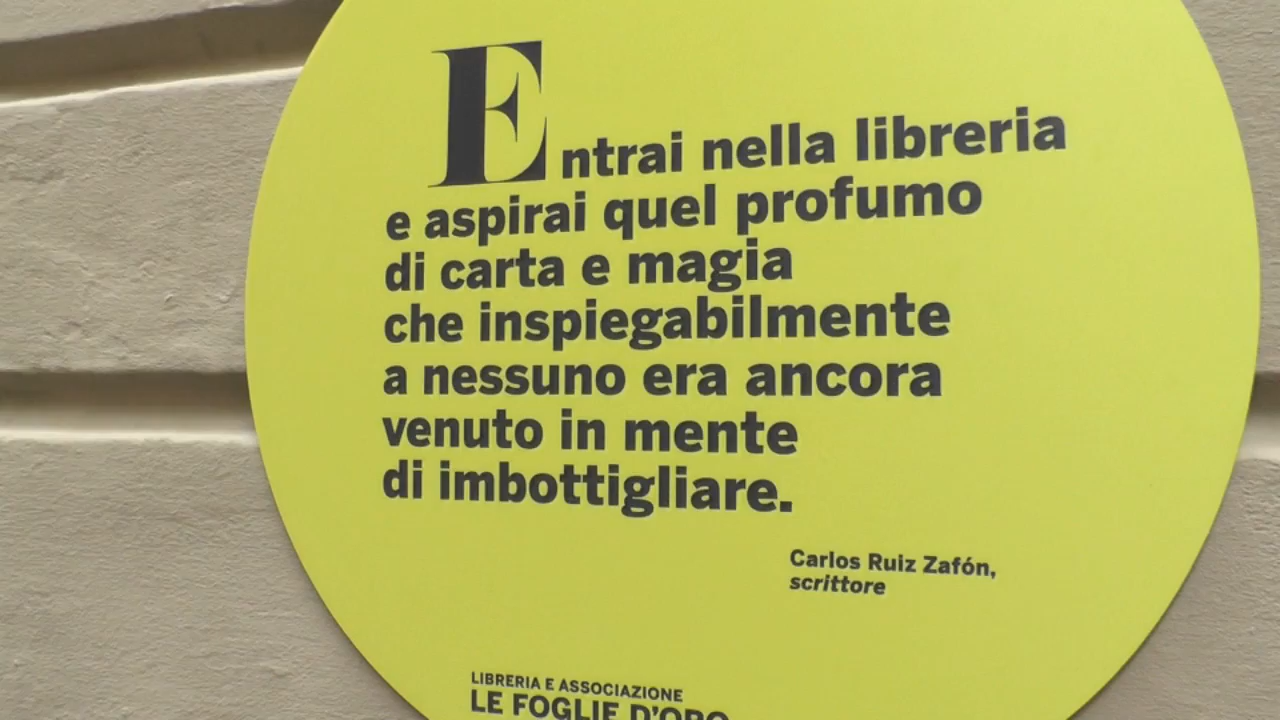 Entrai nella libreria
e aspirai quel profumo
di carta e magia
che inspiegabilmente
a nessuno era ancora
venuto in mente
di imbottigliare.
Carlos Ruiz Zafón,
scrittore
LIBRERIA E ASSOCIAZIONE
LE FOGLIE D'ORO